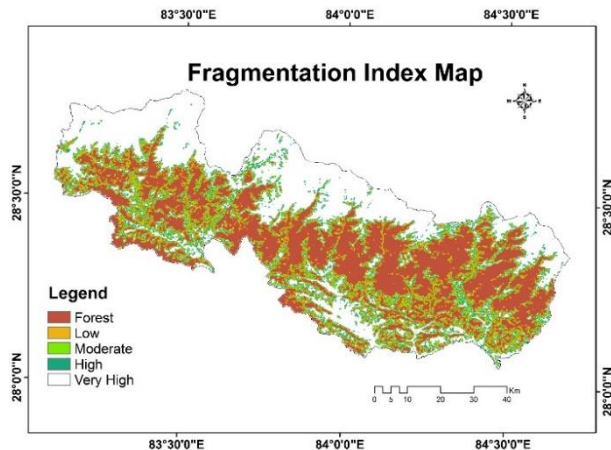 83°30'0"E 84°0'0"E 84°30'0"E
Fragmentation Index Map
N
W E
S
28°30'0"N 28°30'0"N
Legend
Forest
Low
Moderate
High
Very High
28°0'0"N 28°0'0"N
Km
0 5 10 20 30 40
83°30'0"E 84°0'0"E 84°30'0"E